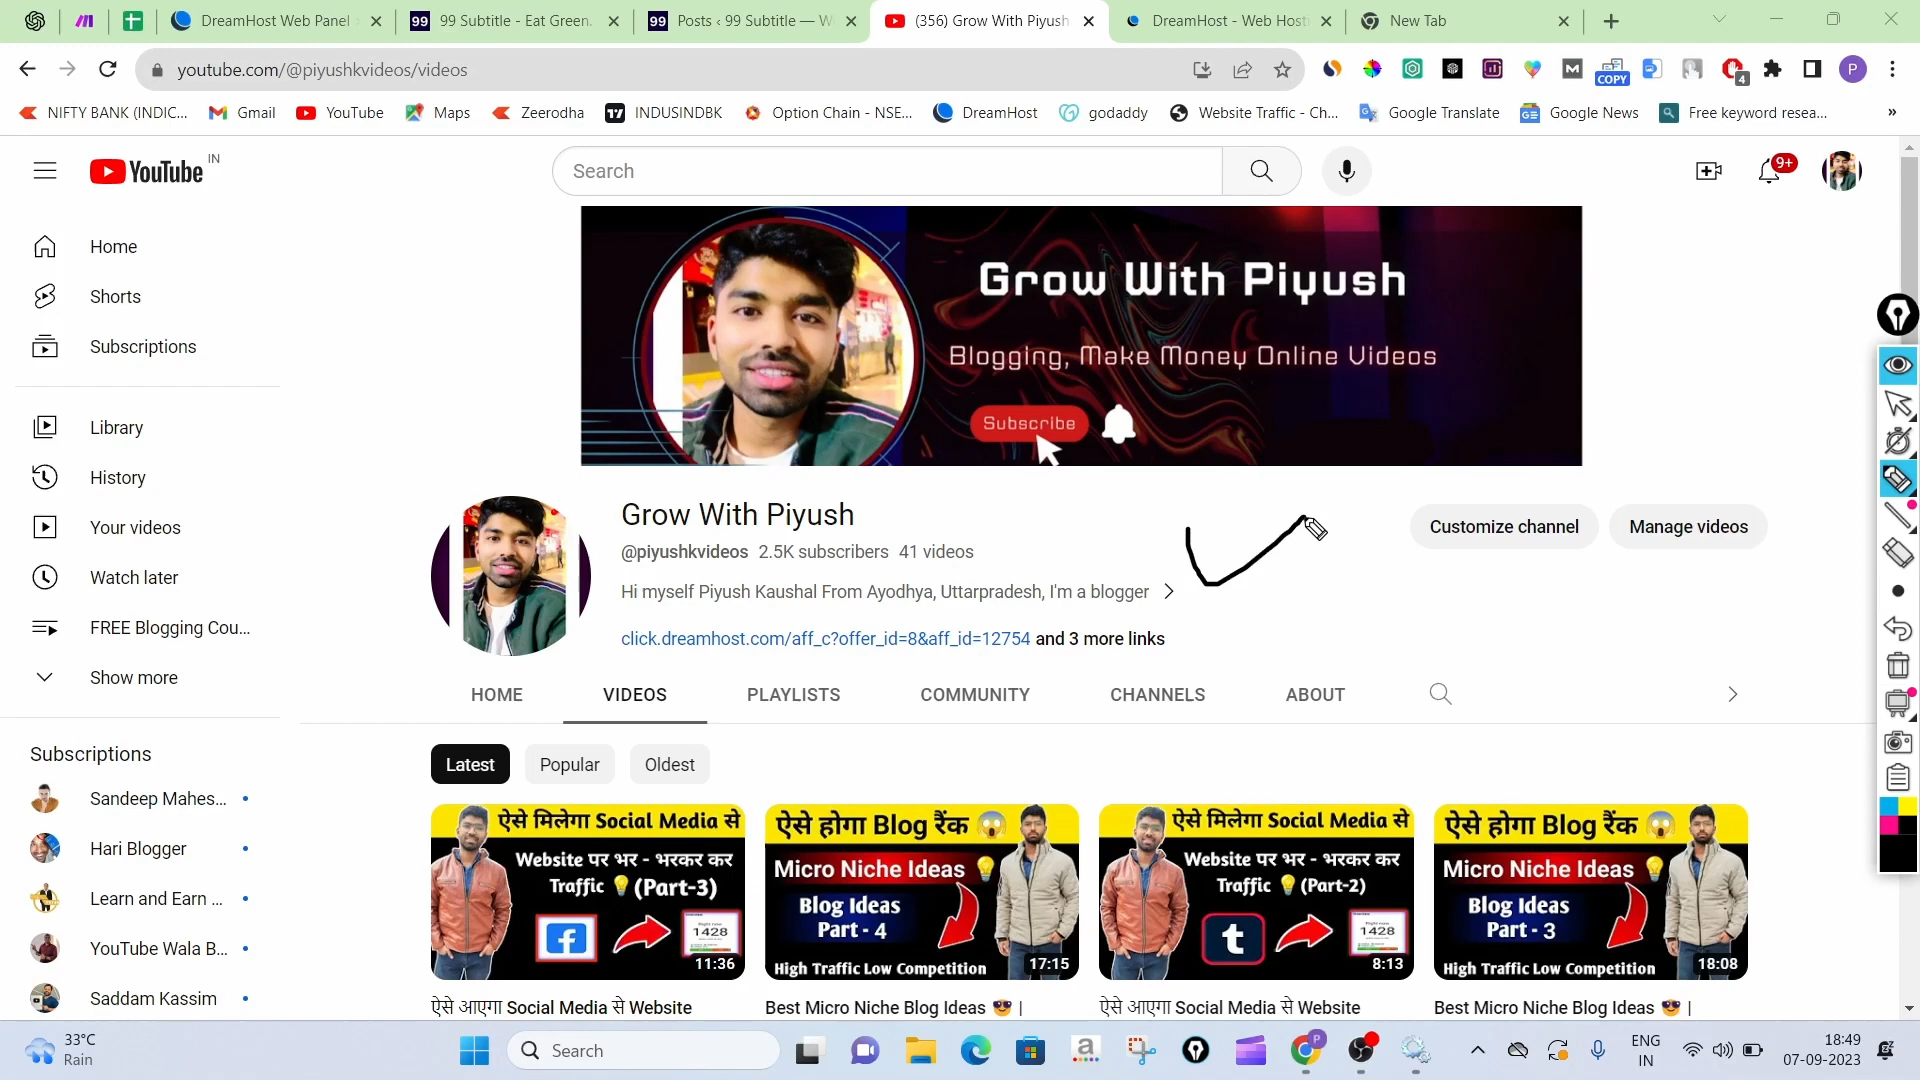 DreamHost Web Panel
99 Subtitle - Eat Green.
Posts ‹ 99 Subtitle — W
(356) Grow With Piyush
DreamHost - Web Host
New Tab
youtube.com/@piyushkvideos/videos
COPY
4
P
NIFTY BANK (INDIC...
Gmail
YouTube
Maps
Zeerodha
INDUSINDBK
Option Chain - NSE...
DreamHost
godaddy
Website Traffic - Ch...
Google Translate
Google News
Free keyword resea...
»
YouTube IN
Search
9+
Home
Shorts
Subscriptions
Library
History
Your videos
Watch later
FREE Blogging Cou...
Show more
Subscriptions
Sandeep Mahes...
Hari Blogger
Learn and Earn ...
YouTube Wala B...
Saddam Kassim
Grow With Piyush
Blogging, Make Money Online Videos
Subscribe
Grow With Piyush
@piyushkvideos 2.5K subscribers 41 videos
Hi myself Piyush Kaushal From Ayodhya, Uttarpradesh, I'm a blogger
click.dreamhost.com/aff_c?offer_id=8&aff_id=12754 and 3 more links
Customize channel
Manage videos
HOME
VIDEOS
PLAYLISTS
COMMUNITY
CHANNELS
ABOUT
Latest
Popular
Oldest
ऐसे मिलेगा Social Media से
Website पर भर - भरकर कर
Traffic 💡(Part-3)
1428
11:36
ऐसे आएगा Social Media से Website
ऐसे होगा Blog रैंक 😱
Micro Niche Ideas 💡
Blog Ideas
Part - 4
High Traffic Low Competition
17:15
Best Micro Niche Blog Ideas 😎 |
ऐसे मिलेगा Social Media से
Website पर भर - भरकर कर
Traffic 💡(Part-2)
t
1428
8:13
ऐसे आएगा Social Media से Website
ऐसे होगा Blog रैंक 😱
Micro Niche Ideas 💡
Blog Ideas
Part - 3
High Traffic Low Competition
18:08
Best Micro Niche Blog Ideas 😎 |
33°C
Rain
Search
ENG
IN
18:49
07-09-2023